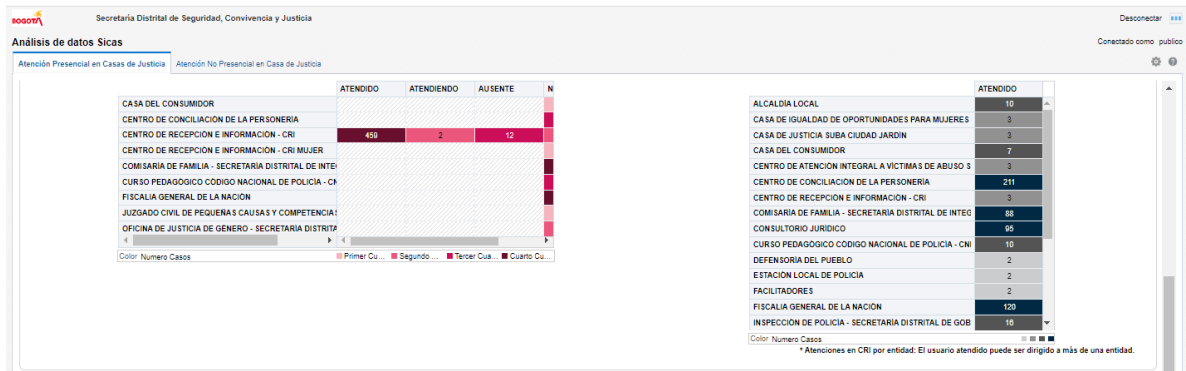 BOGOTÁ Secretaria Distrital de Seguridad, Convivencia y Justicia Desconectar
Análisis de datos Sicas Conectado como publico
Atención Presencial en Casas de Justicia Atención No Presencial en Casa de Justicia
ATENDIDO ATENDIENDO AUSENTE N
CASA DEL CONSUMIDOR
CENTRO DE CONCILIACIÓN DE LA PERSONERÍA
CENTRO DE RECEPCIÓN E INFORMACIÓN - CRI 459 2 12
CENTRO DE RECEPCIÓN E INFORMACIÓN - CRI MUJER
COMISARÍA DE FAMILIA - SECRETARÍA DISTRITAL DE INTE
CURSO PEDAGÓGICO CÓDIGO NACIONAL DE POLICÍA - CN
FISCALIA GENERAL DE LA NACIÓN
JUZGADO CIVIL DE PEQUEÑAS CAUSAS Y COMPETENCIAS
OFICINA DE JUSTICIA DE GÉNERO - SECRETARÍA DISTRITA
Color Numero Casos Primer Cu... Segundo ... Tercer Cua... Cuarto Cu...
ATENDIDO
ALCALDÍA LOCAL 10
CASA DE IGUALDAD DE OPORTUNIDADES PARA MUJERES 3
CASA DE JUSTICIA SUBA CIUDAD JARDÍN 3
CASA DEL CONSUMIDOR 7
CENTRO DE ATENCIÓN INTEGRAL A VÍCTIMAS DE ABUSO S 3
CENTRO DE CONCILIACIÓN DE LA PERSONERÍA 211
CENTRO DE RECEPCIÓN E INFORMACIÓN - CRI 3
COMISARÍA DE FAMILIA - SECRETARÍA DISTRITAL DE INTEG 88
CONSULTORIO JURÍDICO 95
CURSO PEDAGÓGICO CÓDIGO NACIONAL DE POLICÍA - CNI 10
DEFENSORÍA DEL PUEBLO 2
ESTACIÓN LOCAL DE POLICÍA 2
FACILITADORES 2
FISCALIA GENERAL DE LA NACIÓN 120
INSPECCIÓN DE POLICÍA - SECRETARÍA DISTRITAL DE GOB 16
Color Numero Casos
* Atenciones en CRI por entidad: El usuario atendido puede ser dirigido a más de una entidad.